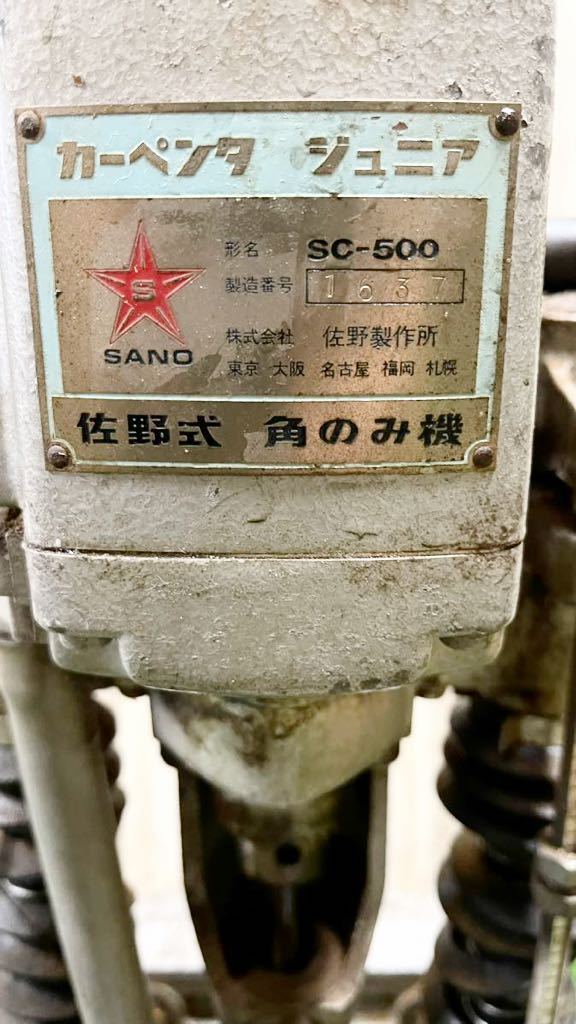 カーペンタ ジュニア
S
SANO
形名 SC-500
製造番号 1637
株式会社 佐野製作所
東京 大阪 名古屋 福岡 札幌
佐野式 角のみ機